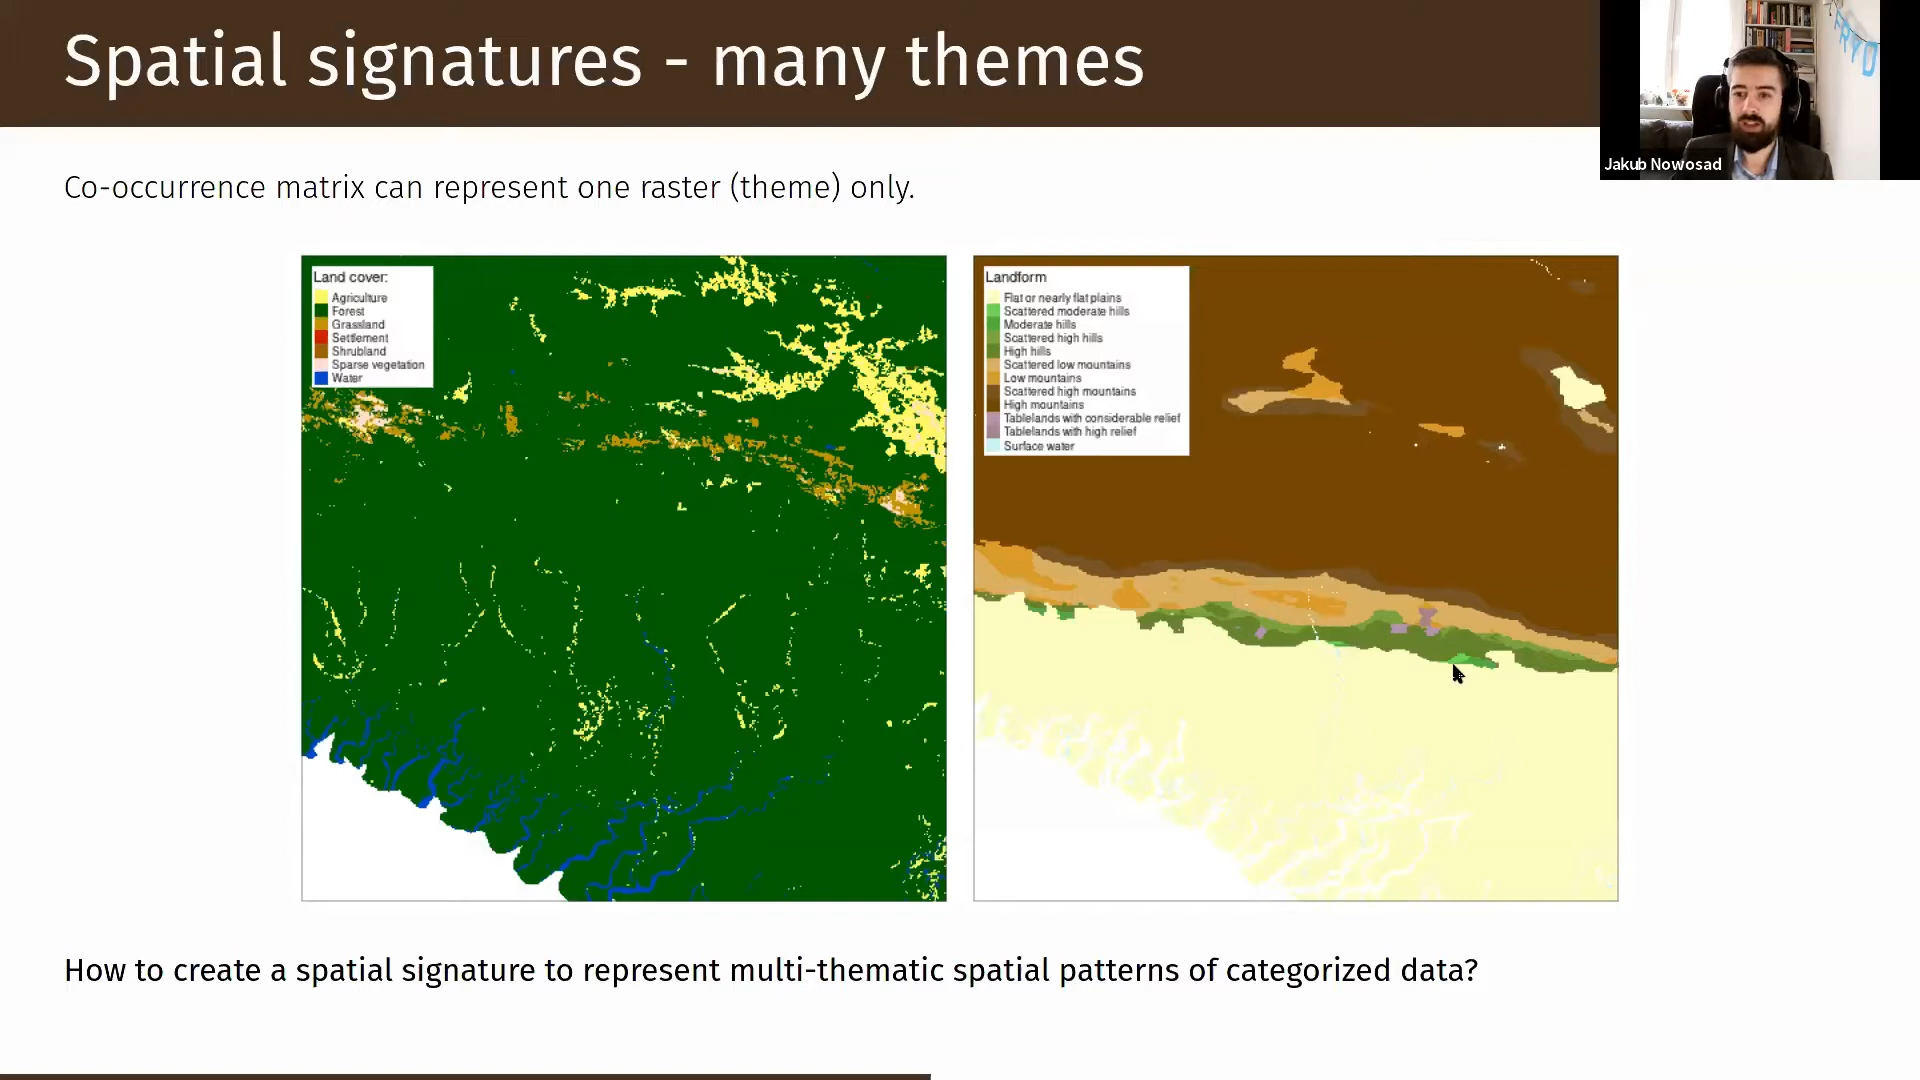 Spatial signatures - many themes
Jakub Nowosad
Co-occurrence matrix can represent one raster (theme) only.
Land cover:
Agriculture
Forest
Grassland
Settlement
Shrubland
Sparse vegetation
Water
Landform
Flat or nearly flat plains
Scattered moderate hills
Moderate hills
Scattered high hills
High hills
Scattered low mountains
Low mountains
Scattered high mountains
High mountains
Tablelands with considerable relief
Tablelands with high relief
Surface water
How to create a spatial signature to represent multi-thematic spatial patterns of categorized data?